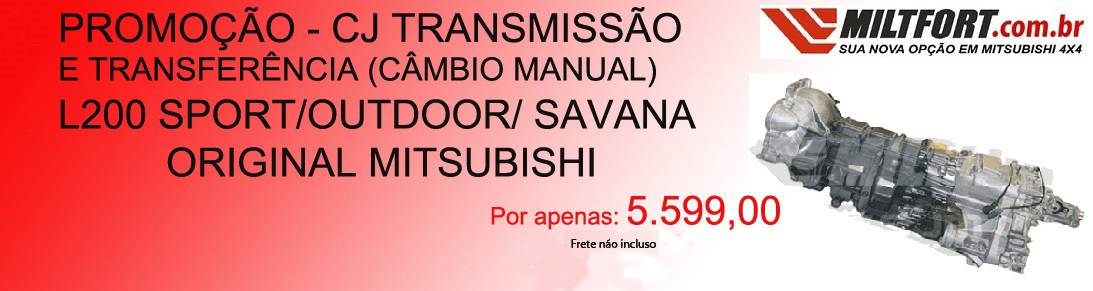 PROMOÇÃO - CJ TRANSMISSÃO
E TRANSFERÊNCIA (CÂMBIO MANUAL)
L200 SPORT/OUTDOOR/ SAVANA
ORIGINAL MITSUBISHI
Por apenas: 5.599,00
Frete não incluso
MILTFORT.com.br
SUA NOVA OPÇÃO EM MITSUBISHI 4X4